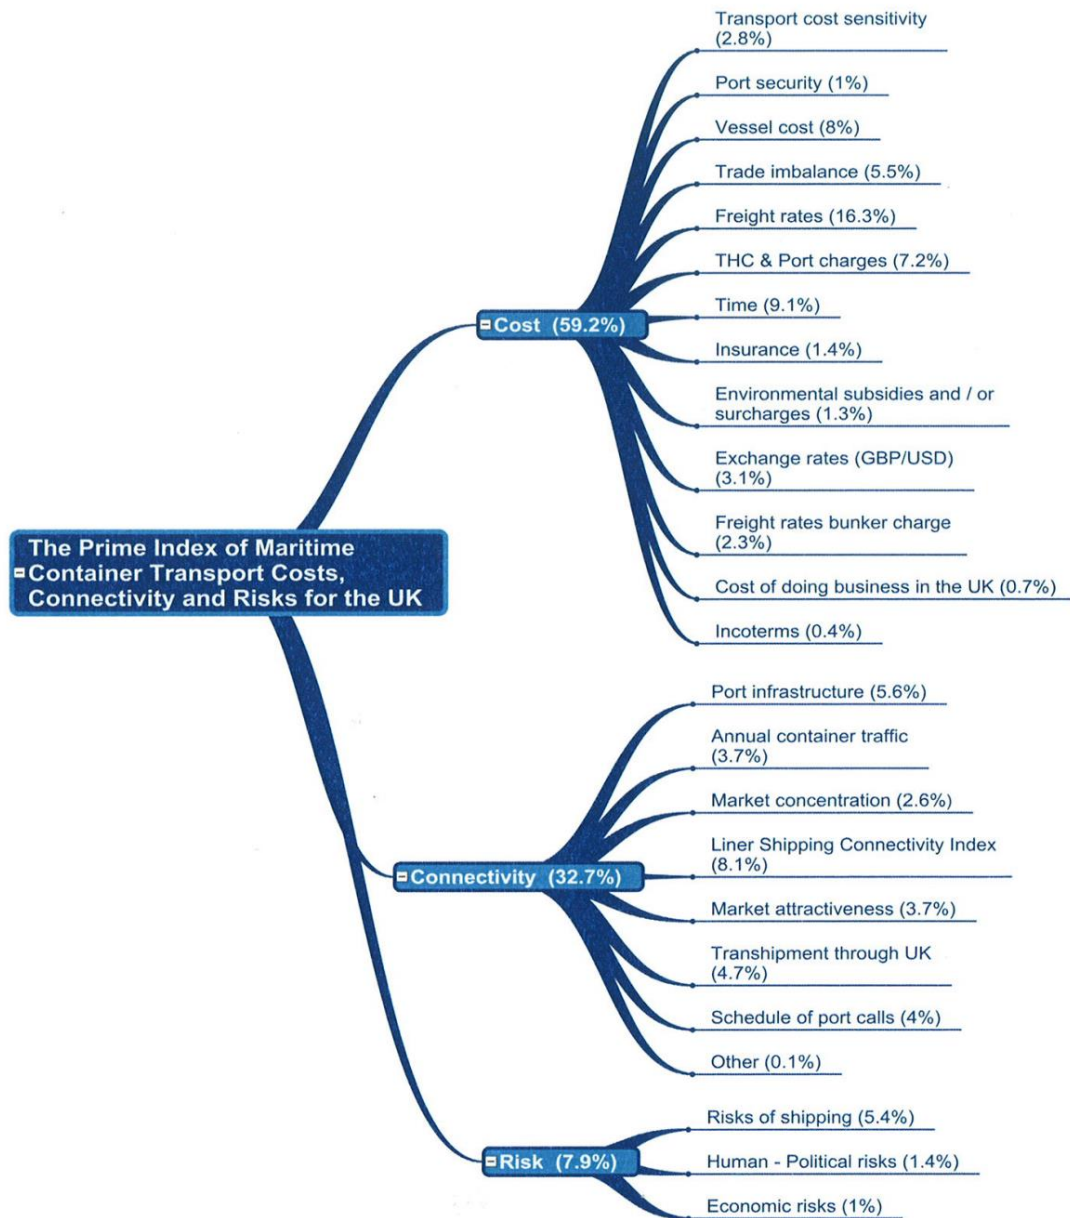 The Prime Index of Maritime
Container Transport Costs,
Connectivity and Risks for the UK
Cost (59.2%)
Transport cost sensitivity
(2.8%)
Port security (1%)
Vessel cost (8%)
Trade imbalance (5.5%)
Freight rates (16.3%)
THC & Port charges (7.2%)
Time (9.1%)
Insurance (1.4%)
Environmental subsidies and / or
surcharges (1.3%)
Exchange rates (GBP/USD)
(3.1%)
Freight rates bunker charge
(2.3%)
Cost of doing business in the UK (0.7%)
Incoterms (0.4%)
Connectivity (32.7%)
Port infrastructure (5.6%)
Annual container traffic
(3.7%)
Market concentration (2.6%)
Liner Shipping Connectivity Index
(8.1%)
Market attractiveness (3.7%)
Transhipment through UK
(4.7%)
Schedule of port calls (4%)
Other (0.1%)
Risk (7.9%)
Risks of shipping (5.4%)
Human - Political risks (1.4%)
Economic risks (1%)